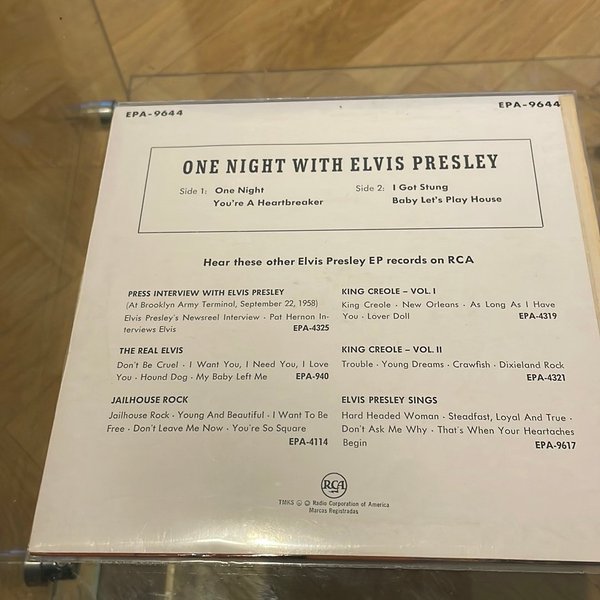 EPA-9644 EPA-9644
ONE NIGHT WITH ELVIS PRESLEY
Side 1: One Night
You're A Heartbreaker
Side 2: I Got Stung
Baby Let's Play House
Hear these other Elvis Presley EP records on RCA
PRESS INTERVIEW WITH ELVIS PRESLEY
(At Brooklyn Army Terminal, September 22, 1958)
Elvis Presley's Newsreel Interview · Pat Hernon In-
terviews Elvis EPA-4325
THE REAL ELVIS
Don't Be Cruel · I Want You, I Need You, I Love
You · Hound Dog · My Baby Left Me EPA-940
JAILHOUSE ROCK
Jailhouse Rock · Young And Beautiful · I Want To Be
Free · Don't Leave Me Now · You're So Square
EPA-4114
KING CREOLE – VOL. I
King Creole · New Orleans · As Long As I Have
You · Lover Doll EPA-4319
KING CREOLE – VOL. II
Trouble · Young Dreams · Crawfish · Dixieland Rock
EPA-4321
ELVIS PRESLEY SINGS
Hard Headed Woman · Steadfast, Loyal And True ·
Don't Ask Me Why · That's When Your Heartaches
Begin EPA-9617
RCA
TMKS ® © Radio Corporation of America
Marcas Registradas